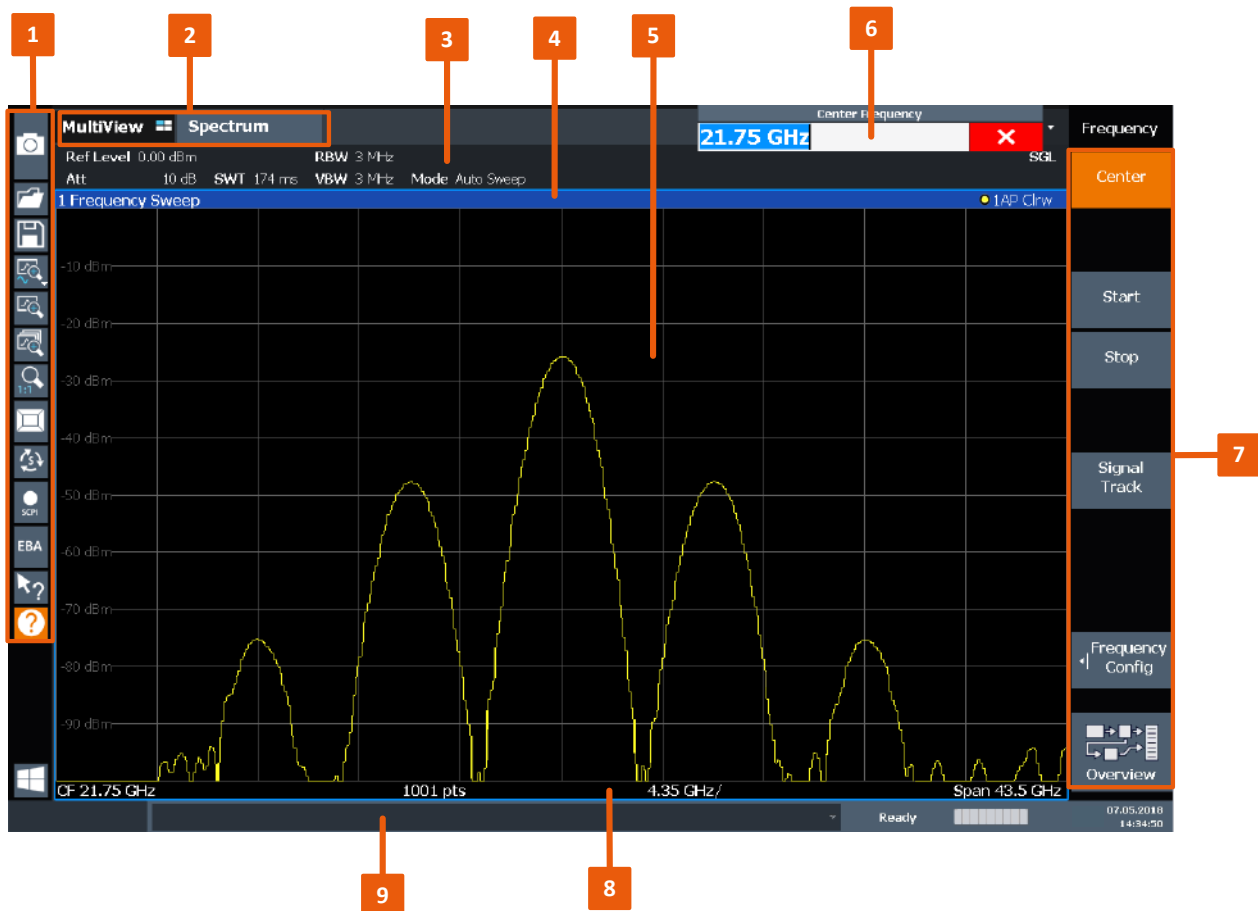 1
2
3
4
5
6
MultiView Spectrum
Center Frequency
21.75 GHz
Frequency
Ref Level 0.00 dBm RBW 3 MHz SGL
Att 10 dB SWT 174 ms VBW 3 MHz Mode Auto Sweep
1 Frequency Sweep 1AP Clrw
Center
-10 dBm
Start
-20 dBm
Stop
-30 dBm
1:1
-40 dBm
7
Signal
Track
-50 dBm
SCPI
EBA
-60 dBm
-70 dBm
Frequency
Config
-80 dBm
-90 dBm
Overview
CF 21.75 GHz 1001 pts 4.35 GHz/ Span 43.5 GHz
Ready
07.05.2018
14:34:50
9
8